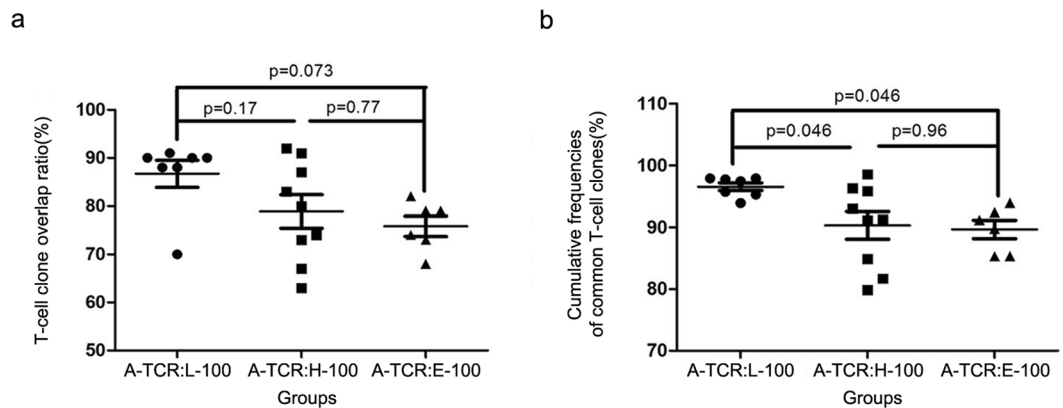 a
p=0.073
p=0.17
p=0.77
T-cell clone overlap ratio(%)
100
90
80
70
60
50
A-TCR:L-100
A-TCR:H-100
A-TCR:E-100
Groups
b
p=0.046
p=0.046
p=0.96
Cumulative frequencies
of common T-cell clones(%)
110
100
90
80
70
A-TCR:L-100
A-TCR:H-100
A-TCR:E-100
Groups